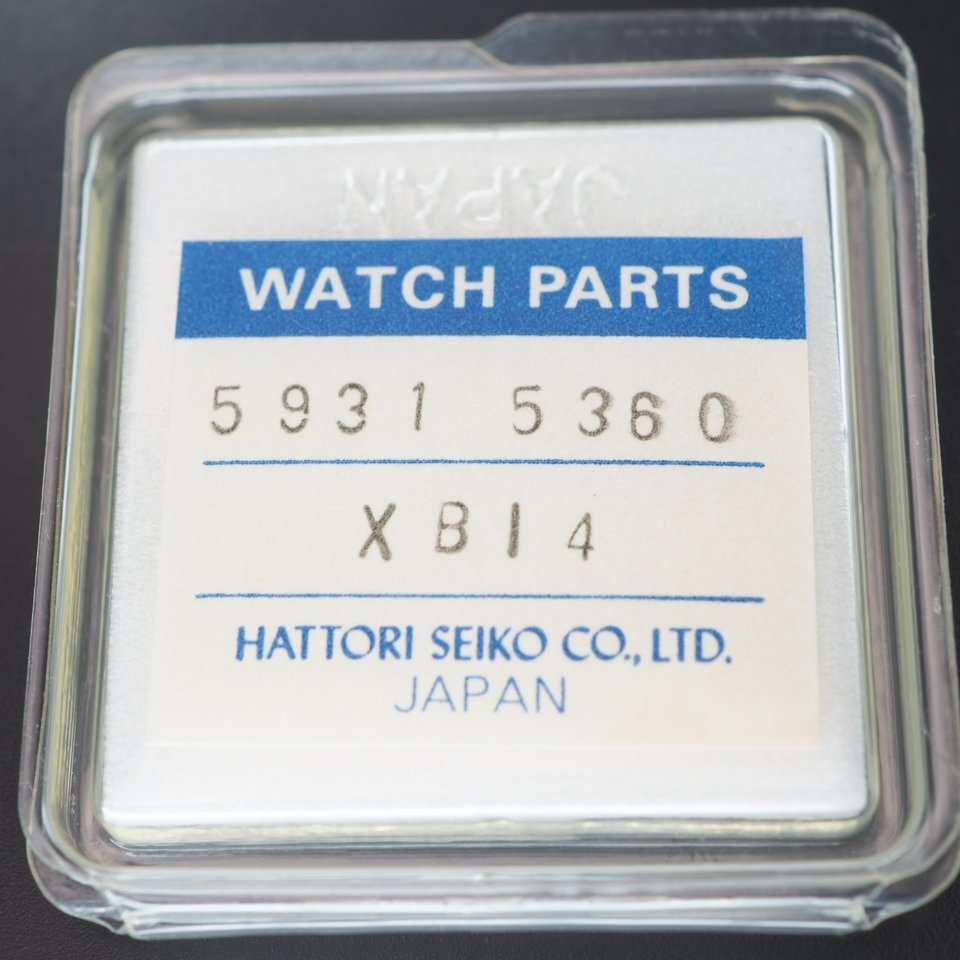 JAPAN
WATCH PARTS
5931 5360
XB14
HATTORI SEIKO CO., LTD.
JAPAN